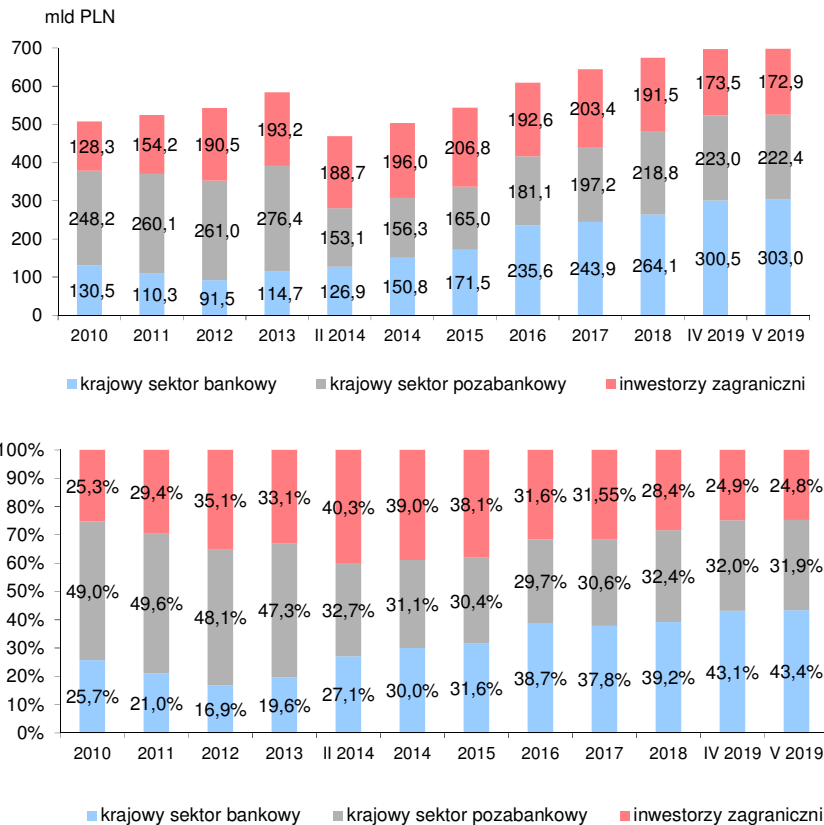 mld PLN
700
600
500
400
300
200
100
0
128,3 154,2 190,5 193,2 188,7 196,0 206,8 192,6 203,4 191,5 173,5 172,9
248,2 260,1 261,0 276,4 153,1 156,3 165,0 181,1 197,2 218,8 223,0 222,4
130,5 110,3 91,5 114,7 126,9 150,8 171,5 235,6 243,9 264,1 300,5 303,0
2010 2011 2012 2013 II 2014 2014 2015 2016 2017 2018 IV 2019 V 2019
krajowy sektor bankowy krajowy sektor pozabankowy inwestorzy zagraniczni
100%
90%
80%
70%
60%
50%
40%
30%
20%
10%
0%
25,3% 29,4% 35,1% 33,1% 40,3% 39,0% 38,1% 31,6% 31,55% 28,4% 24,9% 24,8%
49,0% 49,6% 48,1% 47,3% 32,7% 31,1% 30,4% 29,7% 30,6% 32,4% 32,0% 31,9%
25,7% 21,0% 16,9% 19,6% 27,1% 30,0% 31,6% 38,7% 37,8% 39,2% 43,1% 43,4%
2010 2011 2012 2013 II 2014 2014 2015 2016 2017 2018 IV 2019 V 2019
krajowy sektor bankowy krajowy sektor pozabankowy inwestorzy zagraniczni